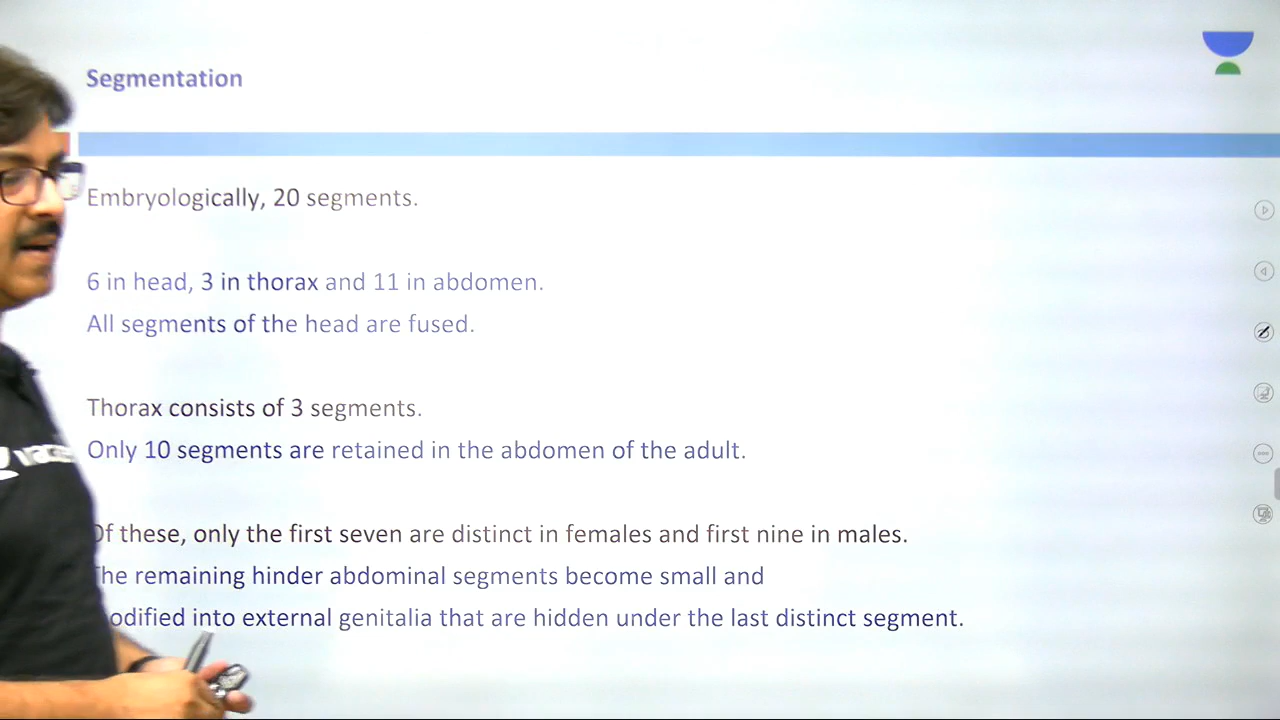 Segmentation
Embryologically, 20 segments.
6 in head, 3 in thorax and 11 in abdomen.
All segments of the head are fused.
Thorax consists of 3 segments.
Only 10 segments are retained in the abdomen of the adult.
Of these, only the first seven are distinct in females and first nine in males.
The remaining hinder abdominal segments become small and
modified into external genitalia that are hidden under the last distinct segment.